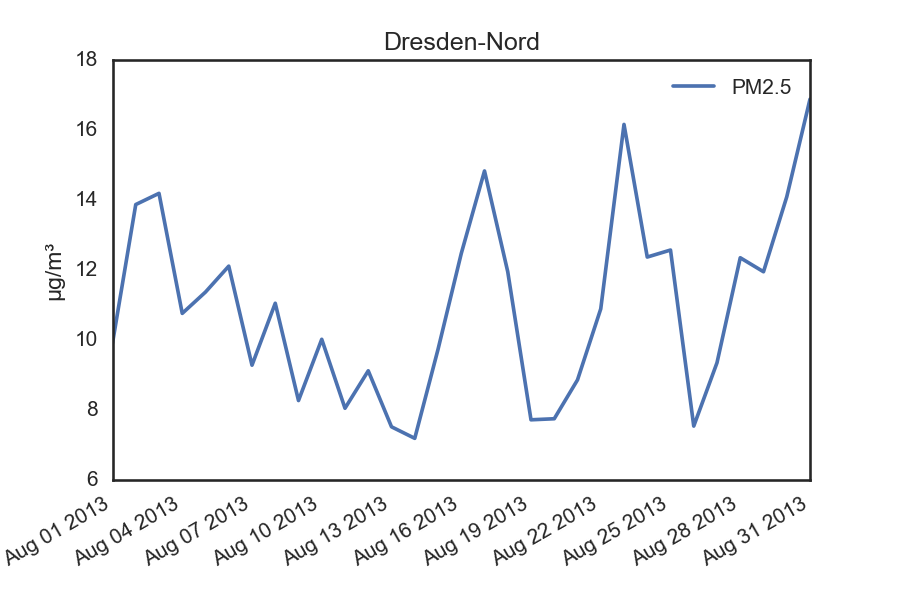 Dresden-Nord
18
16
14
12
10
8
6
µg/m³
PM2.5
Aug 01 2013
Aug 04 2013
Aug 07 2013
Aug 10 2013
Aug 13 2013
Aug 16 2013
Aug 19 2013
Aug 22 2013
Aug 25 2013
Aug 28 2013
Aug 31 2013